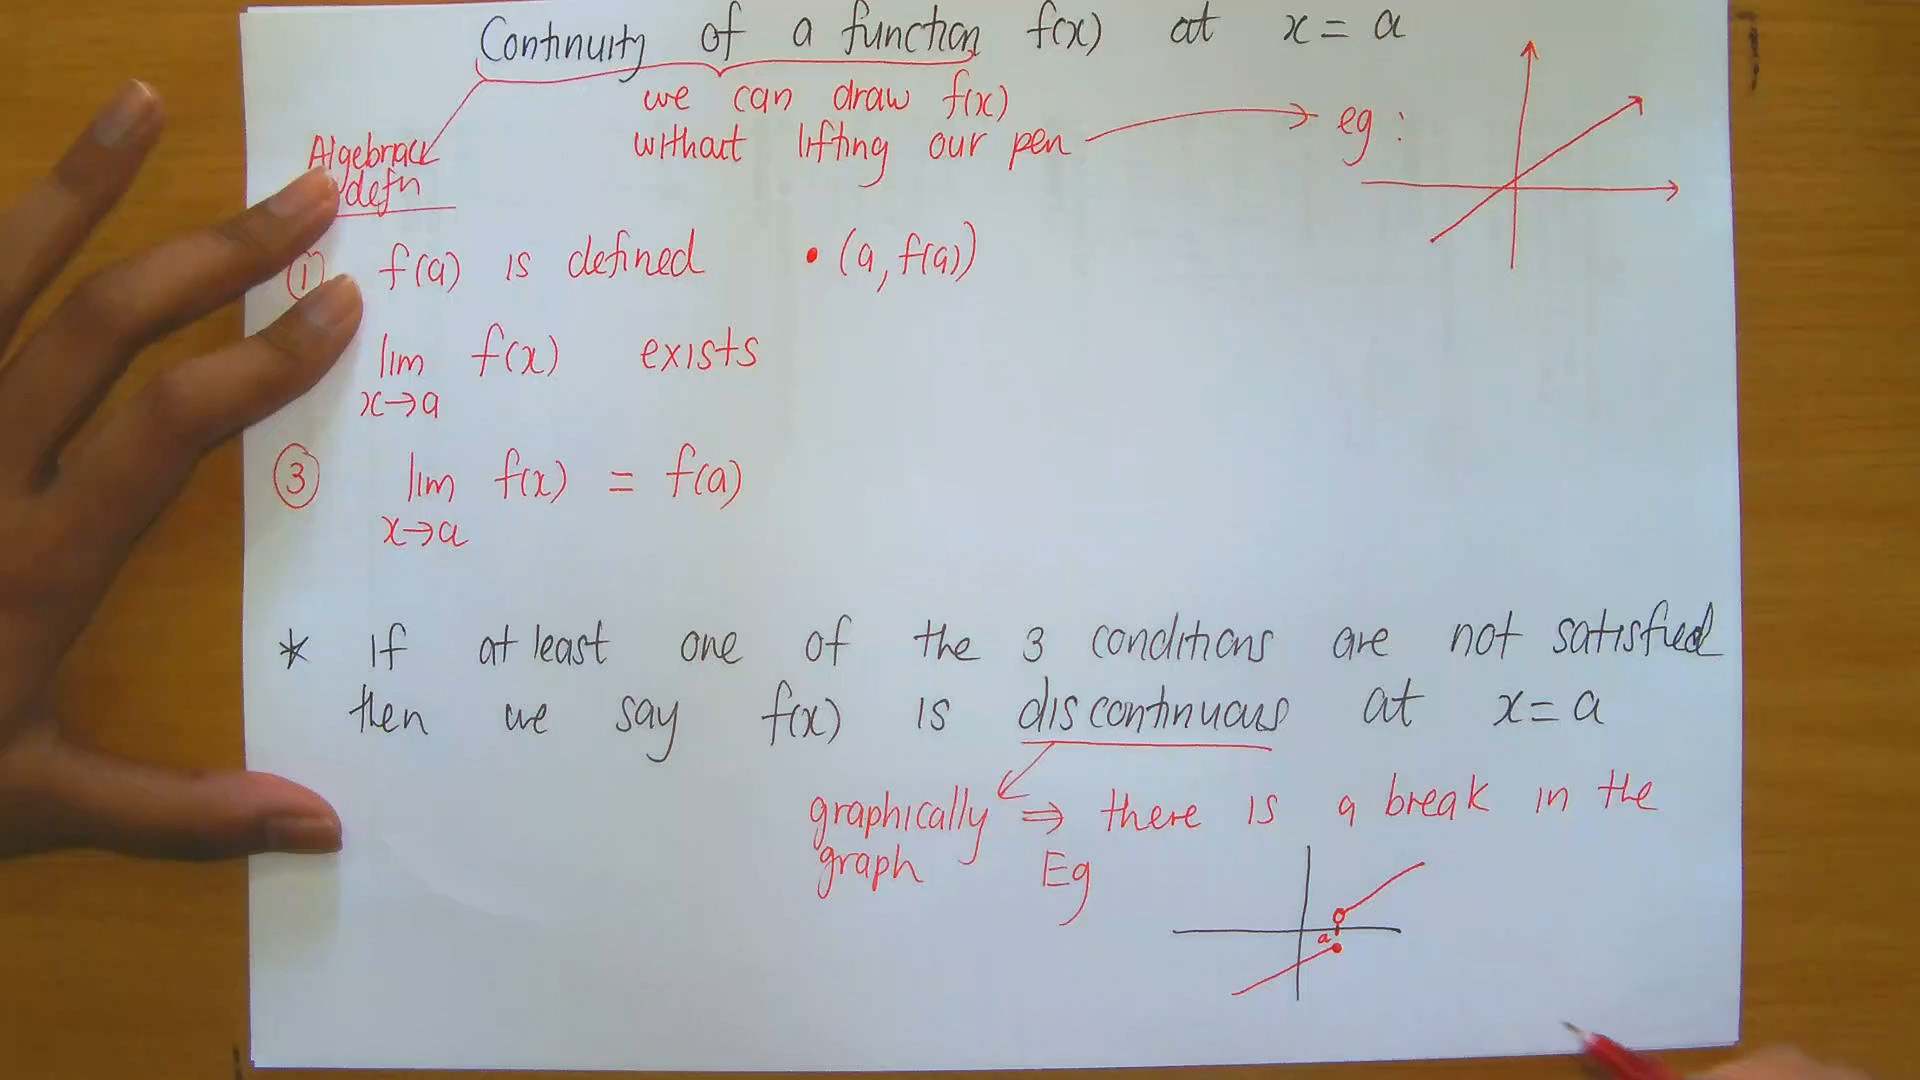 Continuity of a function f(x) at x = a
we can draw f(x)
without lifting our pen → eg :
Algebraic
defn
① f(a) is defined • (a, f(a))
lim f(x) exists
x→a
③ lim f(x) = f(a)
x→a
* If at least one of the 3 conditions are not satisfied
then we say f(x) is discontinuous at x = a
graphically ⇒ there is a break in the
graph Eg
a